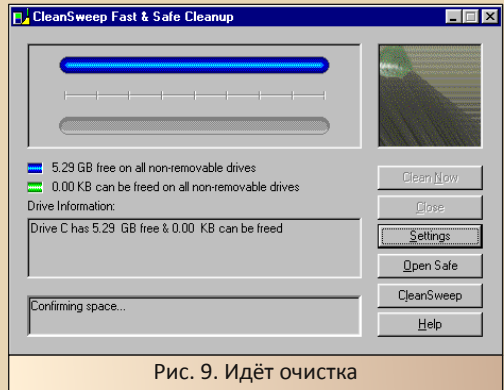 CleanSweep Fast & Safe Cleanup
5.29 GB free on all non-removable drives
0.00 KB can be freed on all non-removable drives
Drive Information:
Drive C has 5.29 GB free & 0.00 KB can be freed
Confirming space...
Clean Now
Close
Settings
Open Safe
CleanSweep
Help
Рис. 9. Идёт очистка